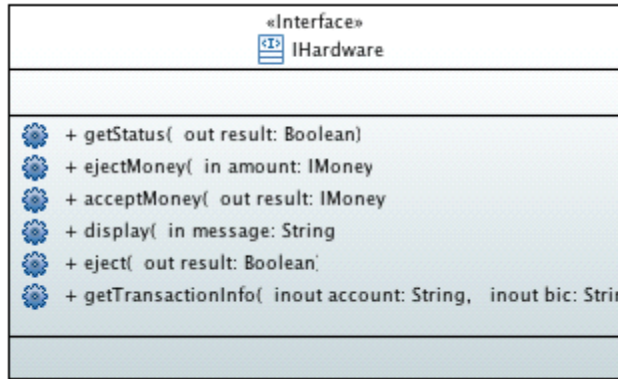 «Interface»
IHardware
+ getStatus( out result: Boolean)
+ ejectMoney( in amount: IMoney
+ acceptMoney( out result: IMoney
+ display( in message: String
+ eject( out result: Boolean
+ getTransactionInfo( inout account: String, inout bic: